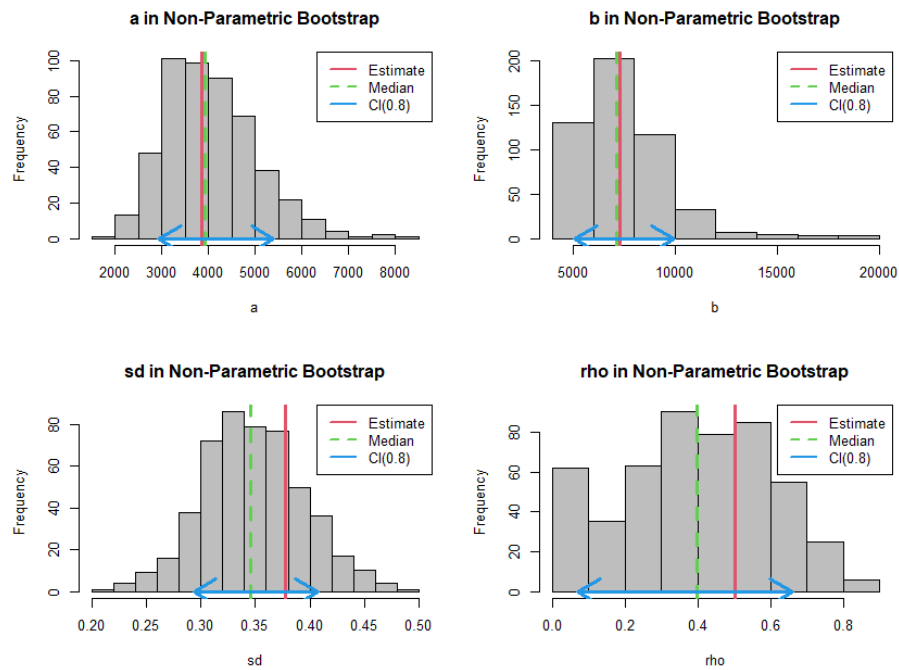 a in Non-Parametric Bootstrap
Frequency
0 20 40 60 80 100
2000 3000 4000 5000 6000 7000 8000
a
Estimate
Median
CI(0.8)
b in Non-Parametric Bootstrap
Frequency
0 50 100 150 200
5000 10000 15000 20000
b
Estimate
Median
CI(0.8)
sd in Non-Parametric Bootstrap
Frequency
0 20 40 60 80
0.20 0.25 0.30 0.35 0.40 0.45 0.50
sd
Estimate
Median
CI(0.8)
rho in Non-Parametric Bootstrap
Frequency
0 20 40 60 80
0.0 0.2 0.4 0.6 0.8
rho
Estimate
Median
CI(0.8)